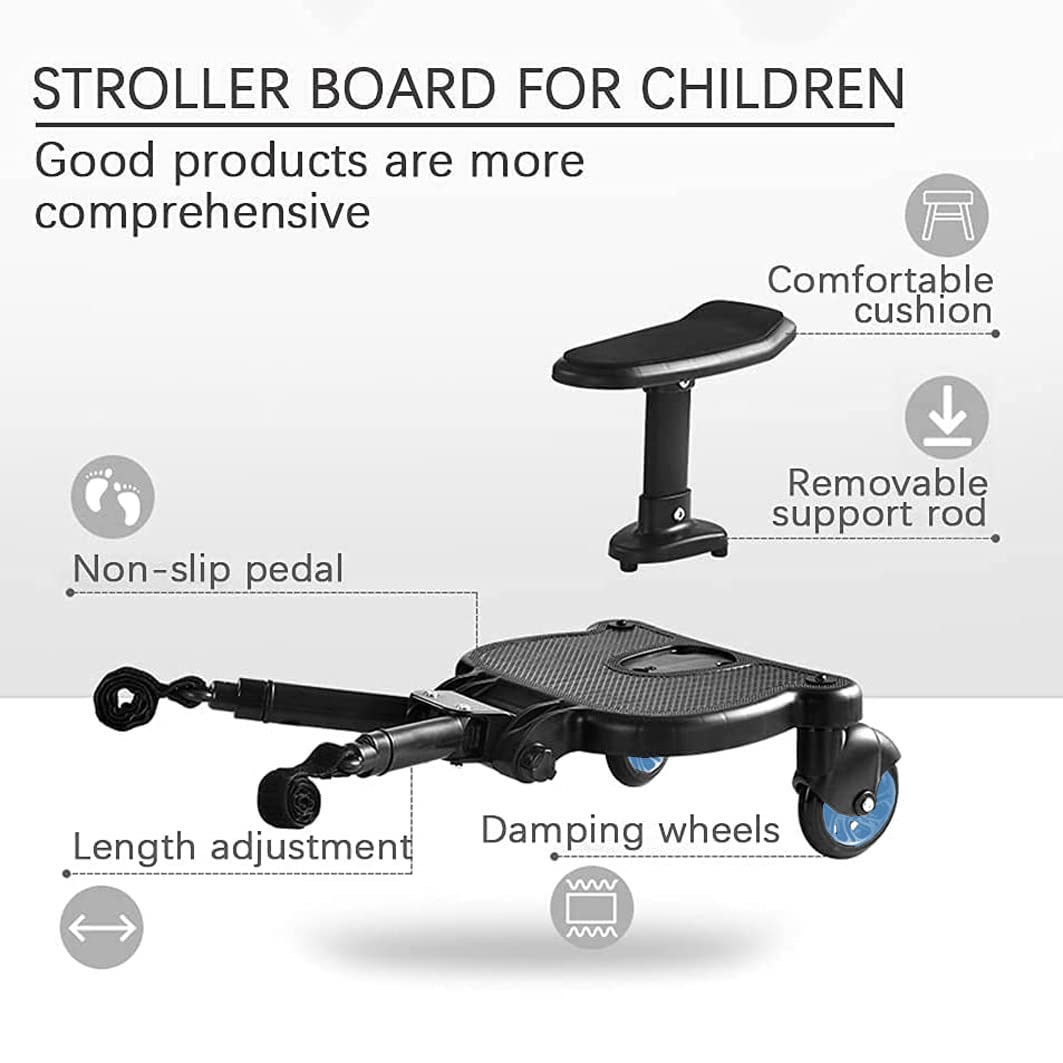 STROLLER BOARD FOR CHILDREN
Good products are more
comprehensive
Comfortable
cushion
Removable
support rod
Non-slip pedal
Length adjustment
Damping wheels